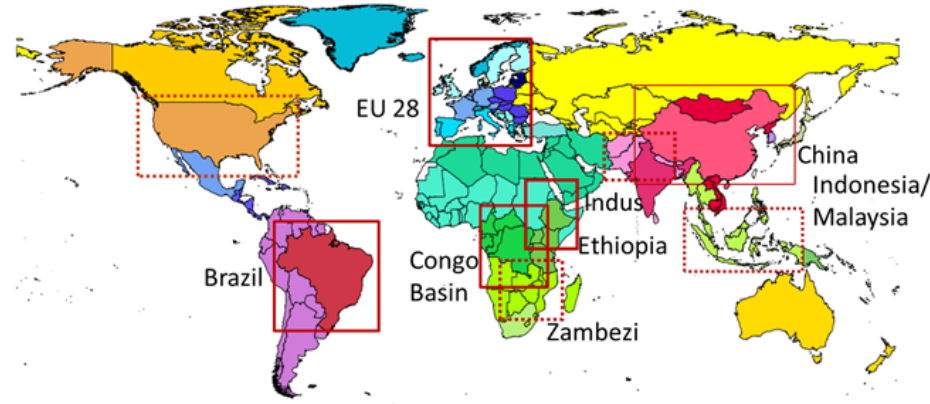 EU 28
China
Indonesia/
Malaysia
Indus
Ethiopia
Brazil
Congo
Basin
Zambezi